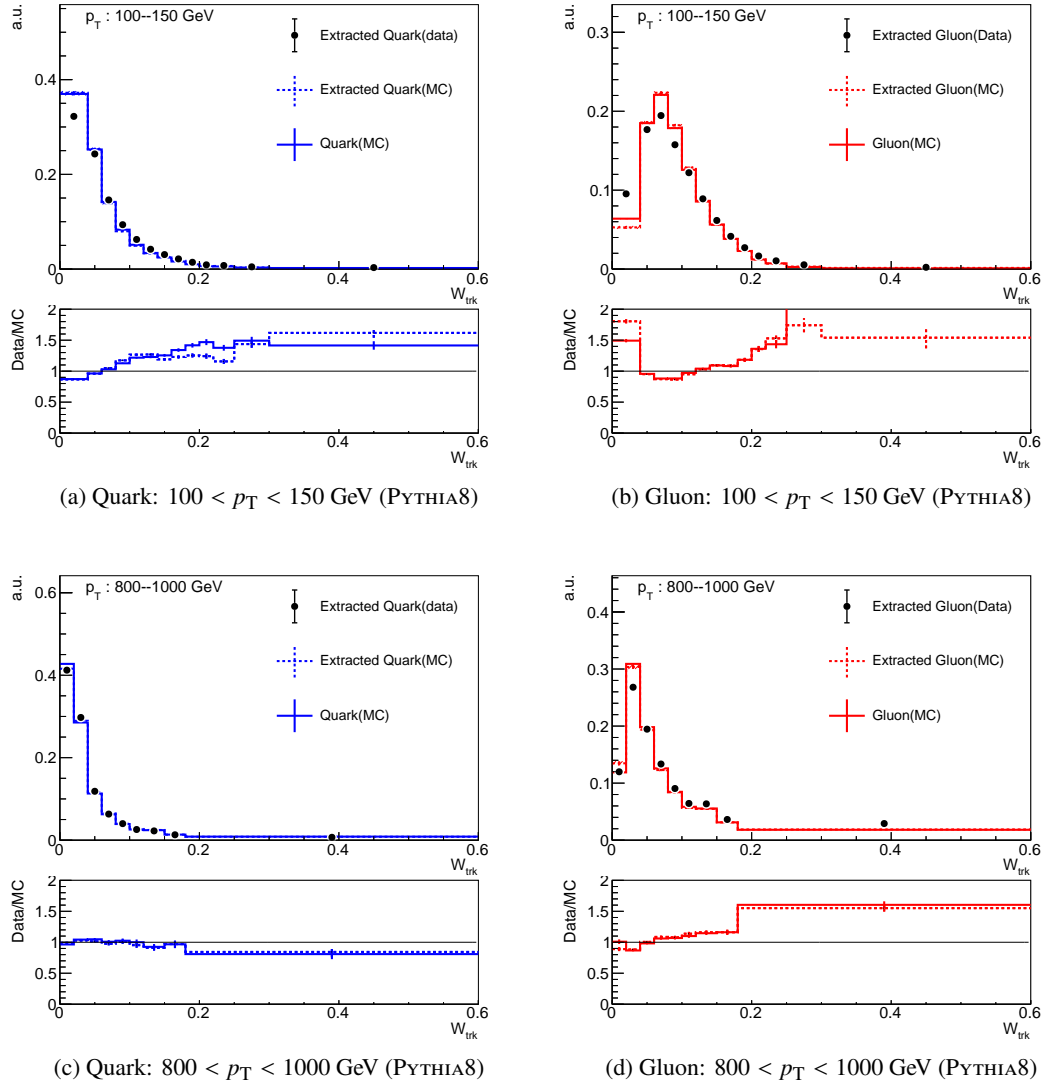 p_T : 100--150 GeV
a.u.
Extracted Quark(data)
Extracted Quark(MC)
Quark(MC)
0.4
0.2
0
0 0.2 0.4 0.6
W_trk
Data/MC
2
1.5
1
0.5
0
0 0.2 0.4 0.6
W_trk
(a) Quark: 100 < p_T < 150 GeV (PYTHIA8)
p_T : 100--150 GeV
a.u.
Extracted Gluon(Data)
Extracted Gluon(MC)
Gluon(MC)
0.3
0.2
0.1
0
0 0.2 0.4 0.6
W_trk
Data/MC
2
1.5
1
0.5
0
0 0.2 0.4 0.6
W_trk
(b) Gluon: 100 < p_T < 150 GeV (PYTHIA8)
p_T : 800--1000 GeV
a.u.
Extracted Quark(data)
Extracted Quark(MC)
Quark(MC)
0.6
0.4
0.2
0
0 0.2 0.4 0.6
W_trk
Data/MC
2
1.5
1
0.5
0
0 0.2 0.4 0.6
W_trk
(c) Quark: 800 < p_T < 1000 GeV (PYTHIA8)
p_T : 800--1000 GeV
a.u.
Extracted Gluon(Data)
Extracted Gluon(MC)
Gluon(MC)
0.4
0.3
0.2
0.1
0
0 0.2 0.4 0.6
W_trk
Data/MC
2
1.5
1
0.5
0
0 0.2 0.4 0.6
W_trk
(d) Gluon: 800 < p_T < 1000 GeV (PYTHIA8)